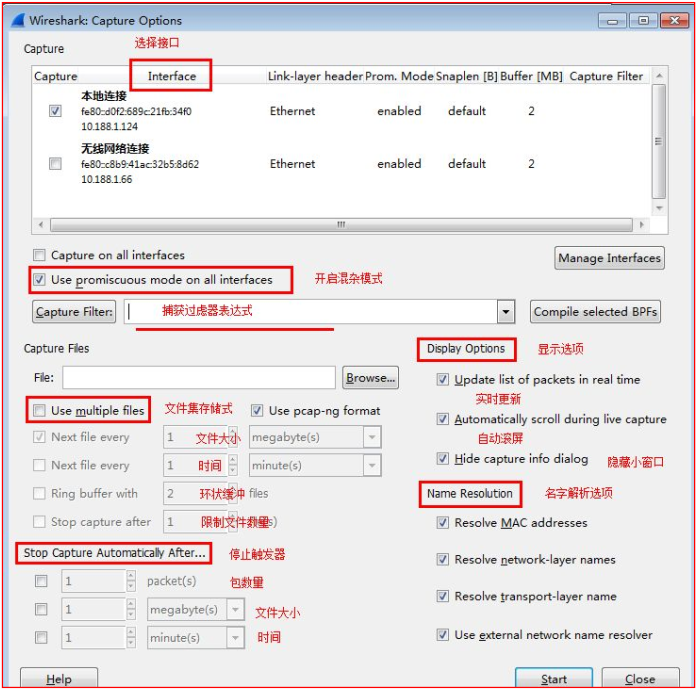 Wireshark: Capture Options
Capture 选择接口
Capture Interface Link-layer header Prom. Mode Snaplen [B] Buffer [MB] Capture Filter
本地连接
fe80::d0f2:689c:21fb:34f0 Ethernet enabled default 2
10.188.1.124
无线网络连接
fe80::c8b9:41ac:32b5:8d62 Ethernet enabled default 2
10.188.1.66
Capture on all interfaces
Manage Interfaces
Use promiscuous mode on all interfaces 开启混杂模式
Capture Filter: 捕获过虑器表达式 Compile selected BPFs
Capture Files
File: Browse...
Use multiple files 文件集存储式 Use pcap-ng format
Next file every 1 文件大小 megabyte(s)
Next file every 1 时间 minute(s)
Ring buffer with 2 环状缓冲 files
Stop capture after 1 限制文件数量 s)
Stop Capture Automatically After... 停止触发器
1 packet(s) 包数量
1 megabyte(s) 文件大小
1 minute(s) 时间
Display Options 显示选项
Update list of packets in real time
实时更新
Automatically scroll during live capture
自动滚屏
Hide capture info dialog 隐藏小窗口
Name Resolution 名字解析选项
Resolve MAC addresses
Resolve network-layer names
Resolve transport-layer name
Use external network name resolver
Help Start Close